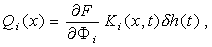 Q_i(x) = \frac{\partial F}{\partial \Phi_i} K_i(x,t) \delta h(t) ,